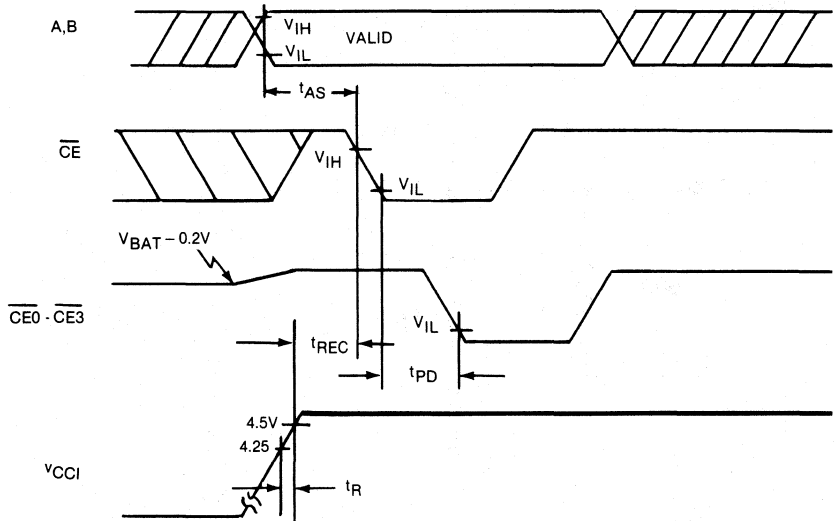 A,B
VIH
VIL
VALID
tAS
CE
VIH
VIL
VBAT – 0.2V
CE0 - CE3
VIL
tREC
tPD
4.5V
4.25
VCCI
tR